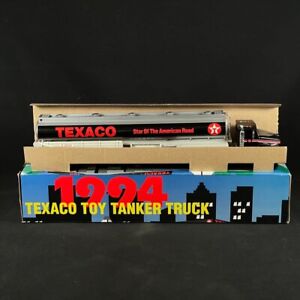 TEXACO Star Of The American Road
1994
TEXACO TOY TANKER TRUCK